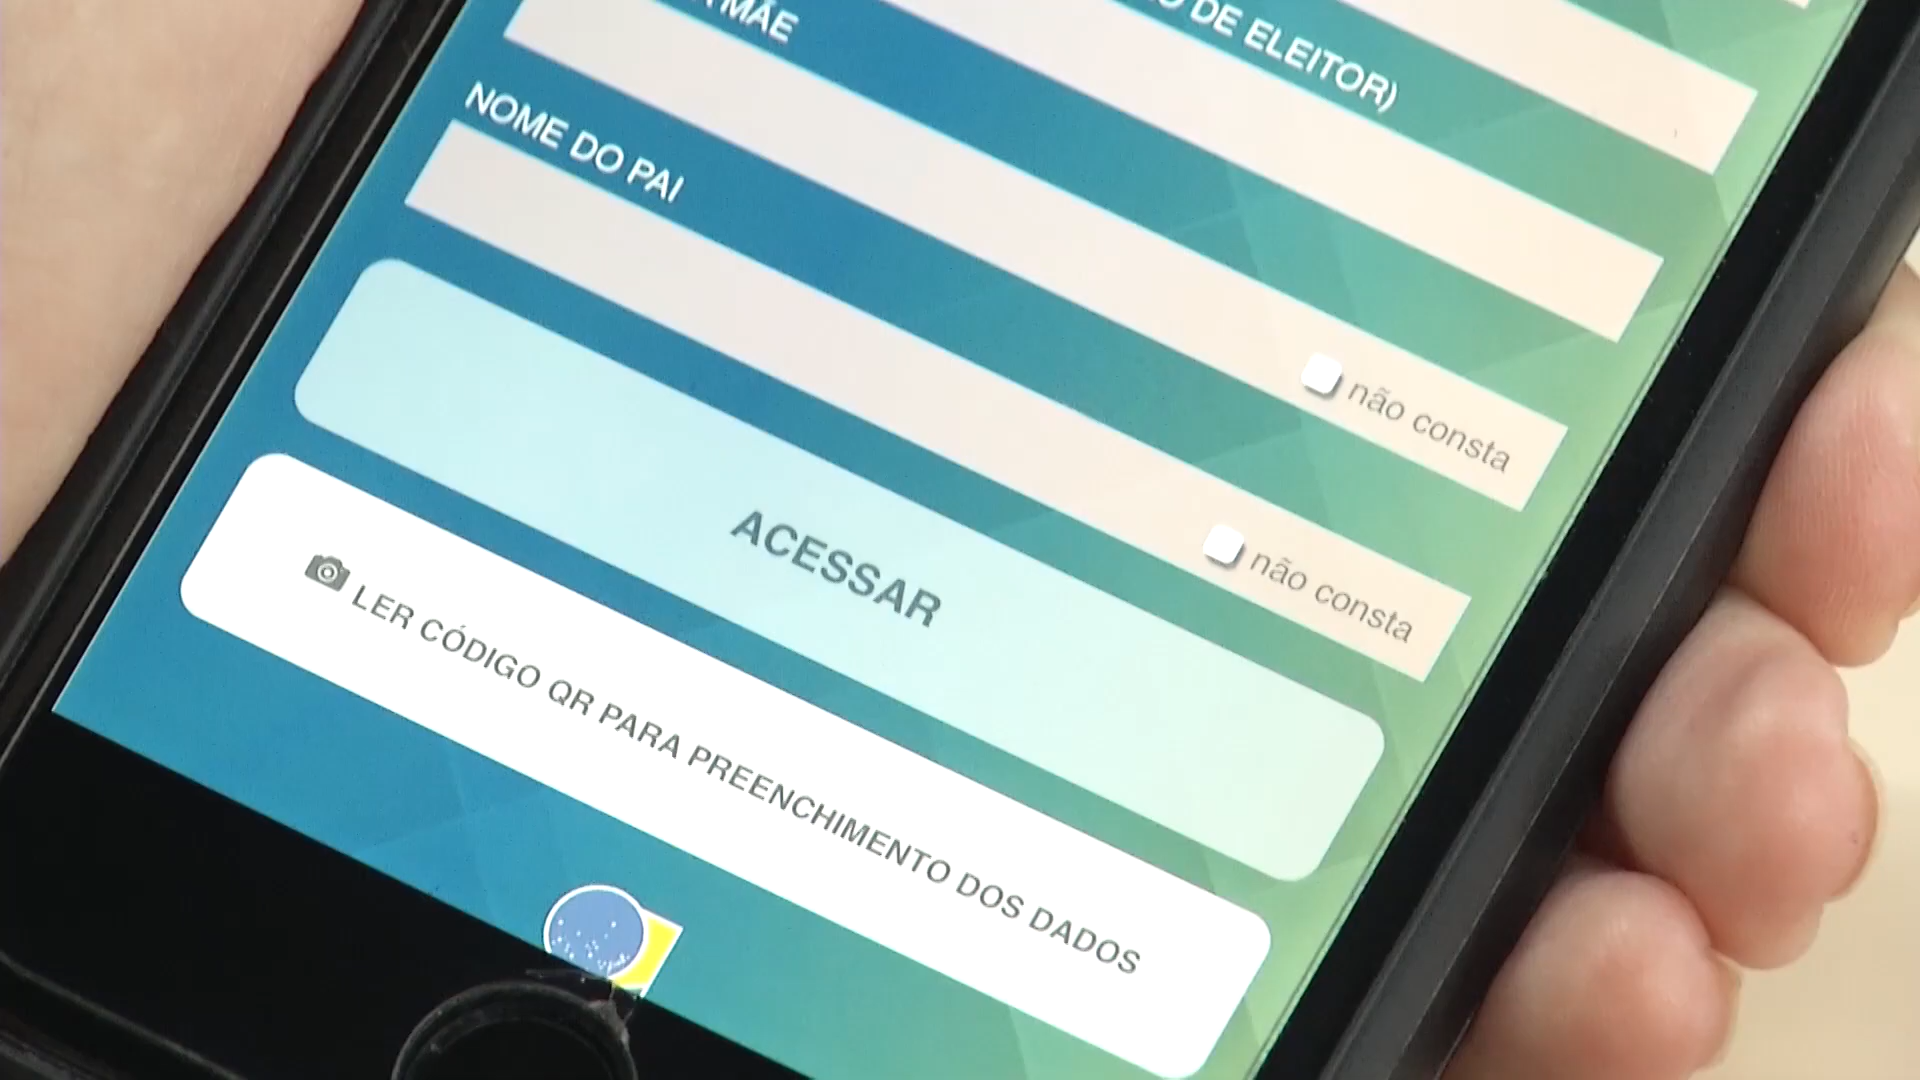 DE ELEITOR)
MÃE
não consta
NOME DO PAI
não consta
ACESSAR
LER CÓDIGO QR PARA PREENCHIMENTO DOS DADOS